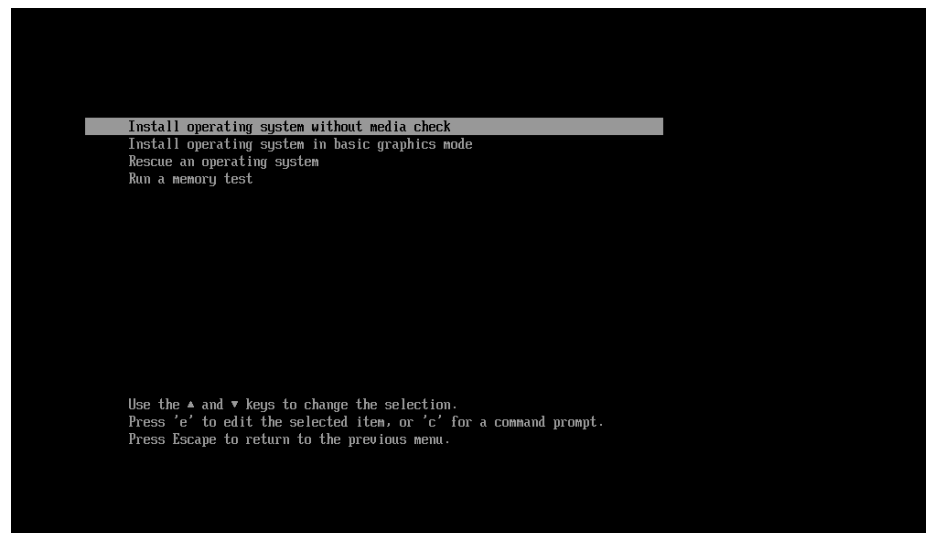 Install operating system without media check
Install operating system in basic graphics mode
Rescue an operating system
Run a memory test
Use the ▲ and ▼ keys to change the selection.
Press 'e' to edit the selected item, or 'c' for a command prompt.
Press Escape to return to the previous menu.